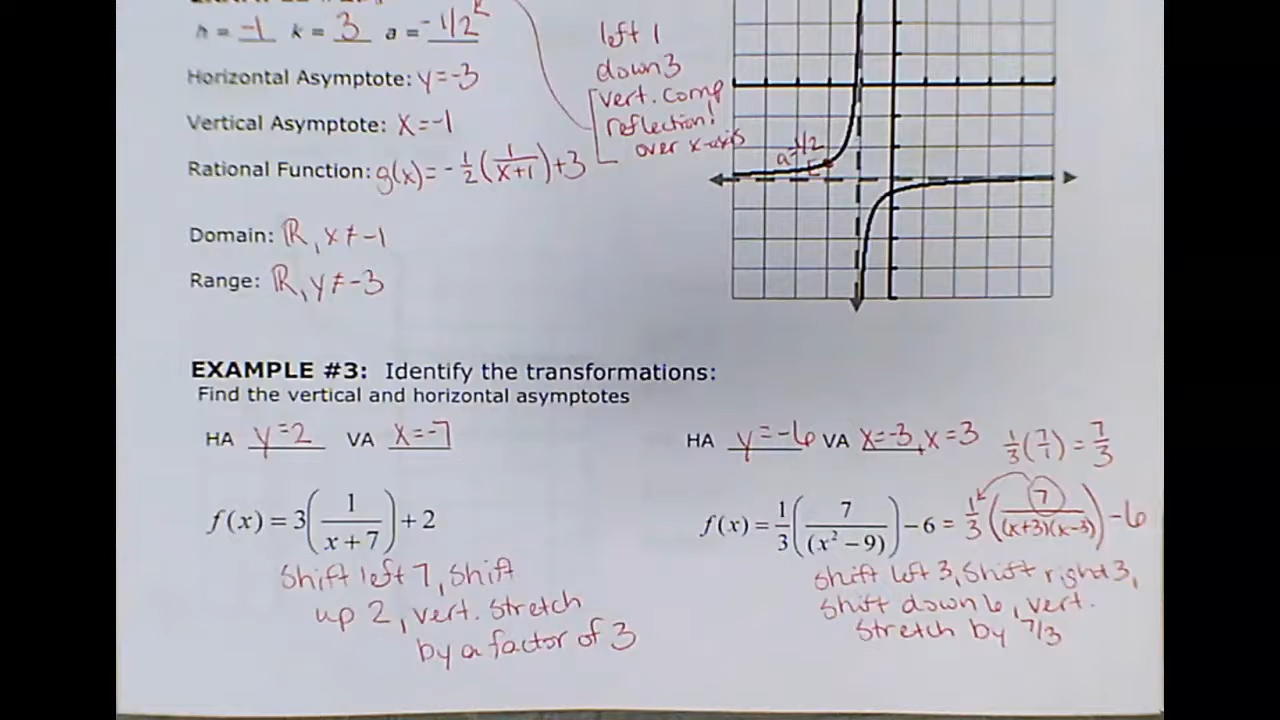 h = -1 k = 3 a = -1/2
Horizontal Asymptote: y = -3
Vertical Asymptote: x = -1
Rational Function: g(x) = -1/2(1/(x+1)) + 3
Domain: ℝ, x ≠ -1
Range: ℝ, y ≠ -3
left 1
down 3
vert. comp
reflection!
over x-axis
EXAMPLE #3: Identify the transformations:
Find the vertical and horizontal asymptotes
HA y = 2 VA x = -7
f(x) = 3(1/(x+7)) + 2
Shift left 7, Shift
up 2, vert. stretch
by a factor of 3
HA y = -6 VA x = -3, x = 3 1/3(7/1) = 7/3
f(x) = 1/3(7/(x² - 9)) - 6 = 1/3(7/((x+3)(x-3))) - 6
Shift left 3, Shift right 3,
Shift down 6, vert.
Stretch by 7/3